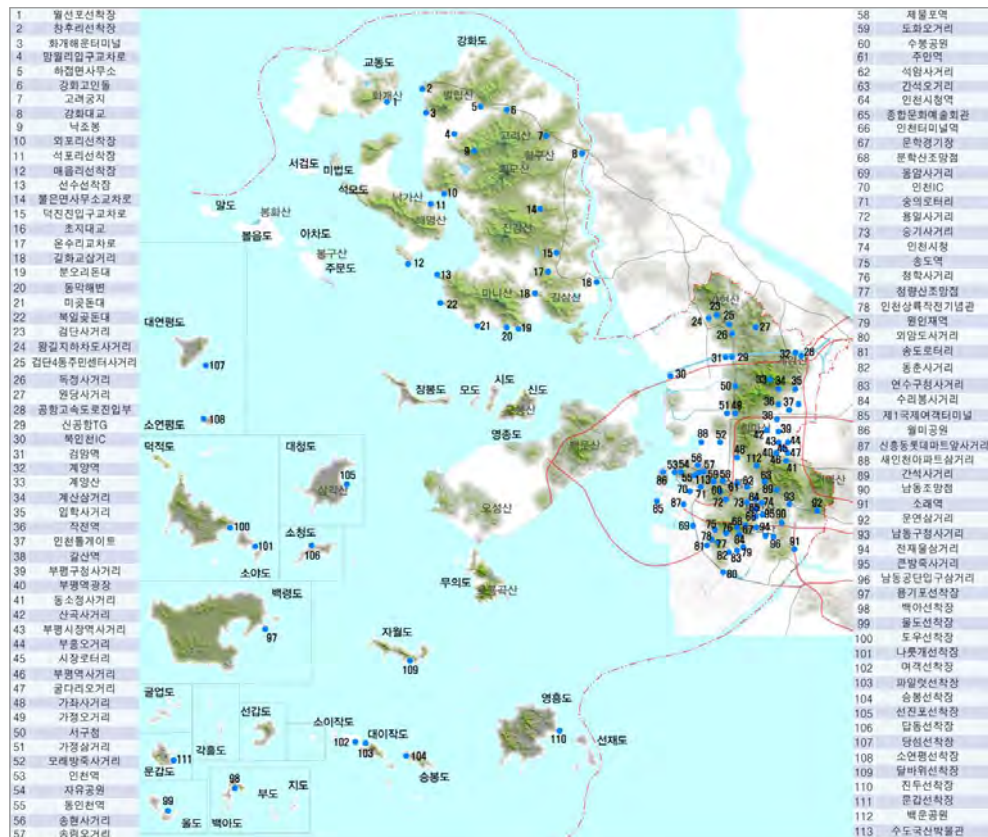 1 월선포선착장
2 창후리선착장
3 화개해운터미널
4 망월리입구교차로
5 하점면사무소
6 강화고인돌
7 고려궁지
8 강화대교
9 낙조봉
10 외포리선착장
11 석포리선착장
12 매음리선착장
13 선수선착장
14 불은면사무소교차로
15 덕진진입구교차로
16 초지대교
17 온수리교차로
18 길화교삼거리
19 분오리돈대
20 동막해변
21 미곶돈대
22 북일곶돈대
23 검단사거리
24 왕길지하차도사거리
25 검단4동주민센터사거리
26 독정사거리
27 원당사거리
28 공항고속도로진입부
29 신공항TG
30 북인천IC
31 검암역
32 계양역
33 계양산
34 계산삼거리
35 임학사거리
36 작전역
37 인천톨게이트
38 갈산역
39 부평구청사거리
40 부평역광장
41 동소정사거리
42 산곡사거리
43 부평시장역사거리
44 부흥오거리
45 시장로터리
46 부평역사거리
47 굴다리오거리
48 가좌사거리
49 가정오거리
50 서구청
51 가정삼거리
52 모래방죽사거리
53 인천역
54 자유공원
55 동인천역
56 송현사거리
57 송림오거리
강화도
교동도
화개산
별립산
고려산
혈구산
서검도
미법도
석모도
낙가산
해명산
말도
봉화산
볼음도
아차도
봉구산
주문도
진강산
마니산
길상산
대연평도
소연평도
장봉도
모도
시도
신도
영종도
백운산
오성산
무의도
덕적도
소야도
대청도
삼각산
소청도
백령도
자월도
영흥도
선재도
굴업도
각흘도
선갑도
문갑도
울도
백아도
부도
지도
소이작도
대이작도
승봉도
58 제물포역
59 도화오거리
60 수봉공원
61 주안역
62 석암사거리
63 간석오거리
64 인천시청역
65 종합문화예술회관
66 인천터미널역
67 문학경기장
68 문학산조망점
69 옹암사거리
70 인천IC
71 숭의로터리
72 용일사거리
73 승기사거리
74 인천시청
75 송도역
76 청학사거리
77 청량산조망점
78 인천상륙작전기념관
79 원인재역
80 외암도사거리
81 송도로터리
82 동춘사거리
83 연수구청사거리
84 수리봉사거리
85 제1국제여객터미널
86 월미공원
87 신흥동롯데마트앞사거리
88 새인천아파트삼거리
89 간석사거리
90 남동조망점
91 소래역
92 문연삼거리
93 남동구청사거리
94 전재울삼거리
95 큰방죽사거리
96 남동공단입구삼거리
97 용기포선착장
98 백아선착장
99 울도선착장
100 도우선착장
101 나룻개선착장
102 여객선착장
103 파일럿선착장
104 승봉선착장
105 선진포선착장
106 답동선착장
107 당섬선착장
108 소연평선착장
109 달바위선착장
110 진두선착장
111 문갑선착장
112 백운공원
113 수도국산박물관